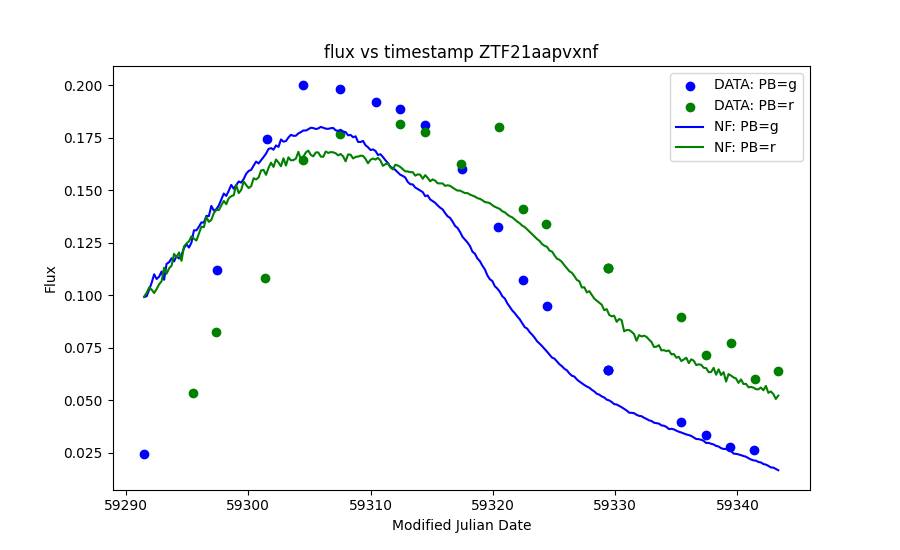 flux vs timestamp ZTF21aapvxnf
DATA: PB=g
DATA: PB=r
NF: PB=g
NF: PB=r
Flux
0.200
0.175
0.150
0.125
0.100
0.075
0.050
0.025
59290 59300 59310 59320 59330 59340
Modified Julian Date